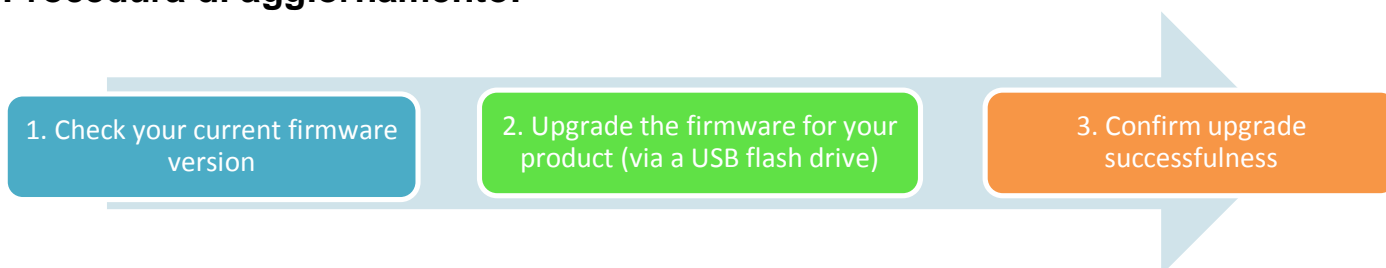 Procedura di aggiornamento:
1. Check your current firmware
version
2. Upgrade the firmware for your
product (via a USB flash drive)
3. Confirm upgrade
successfulness